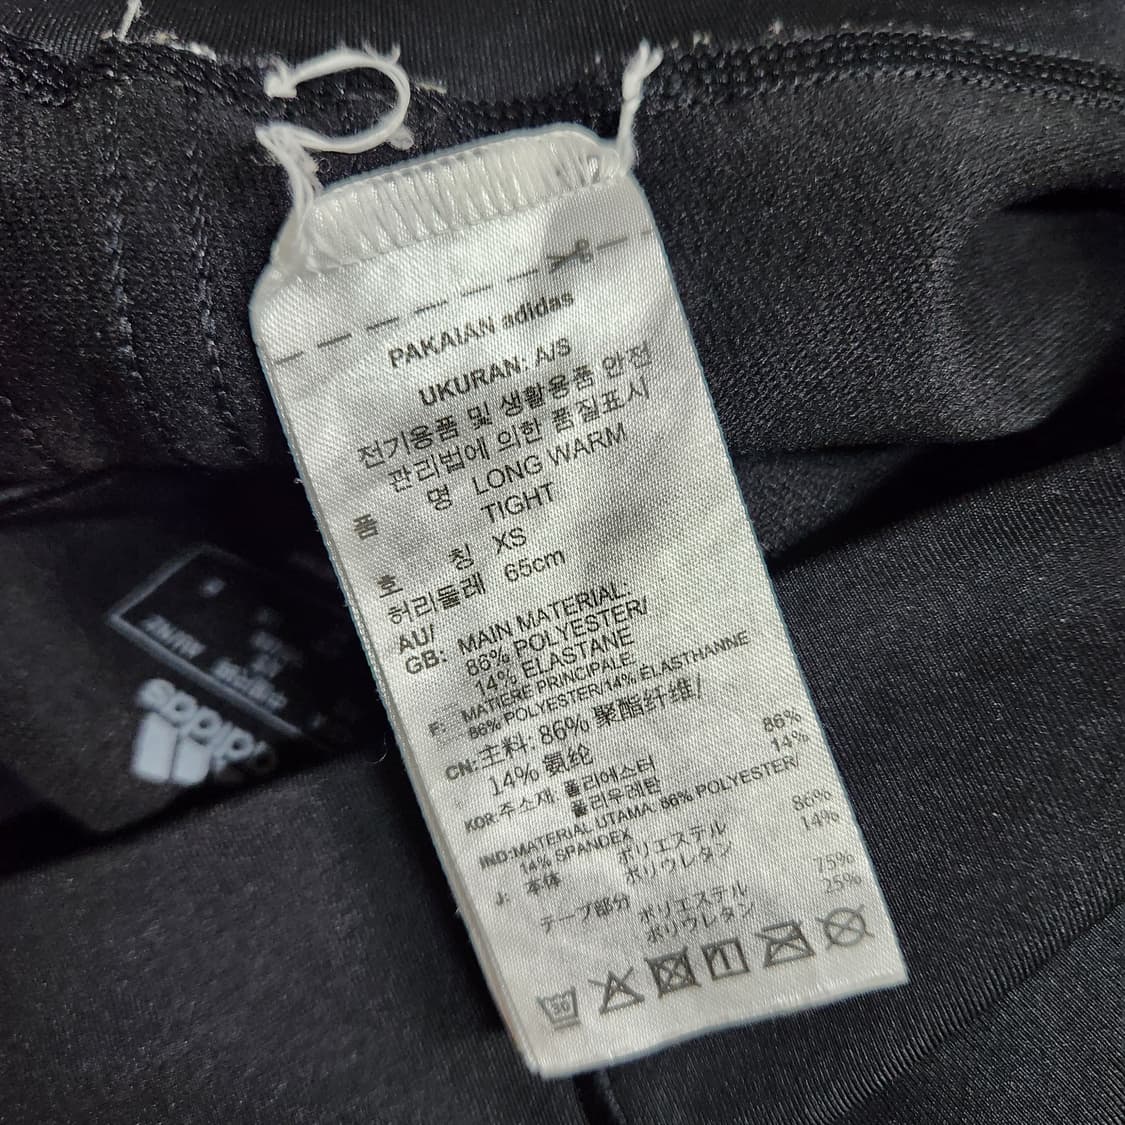 PAKAIAN adidas
UKURAN: A/S
전기용품 및 생활용품 안전
관리법에 의한 품질표시
품 명 LONG WARM
TIGHT
호 칭 XS
허리둘레 65cm
AU/
GB: MAIN MATERIAL:
86% POLYESTER/
14% ELASTANE
F: MATIÈRE PRINCIPALE:
86% POLYESTER/14% ÉLASTHANNE
CN: 主料: 86% 聚酯纤维/
14% 氨纶
KOR: 주소재: 폴리에스터 86%
폴리우레탄 14%
IND: MATERIAL UTAMA: 86% POLYESTER/
14% SPANDEX
J: 本体 ポリエステル 86%
ポリウレタン 14%
テープ部分 ポリエステル 75%
ポリウレタン 25%
30
adidas